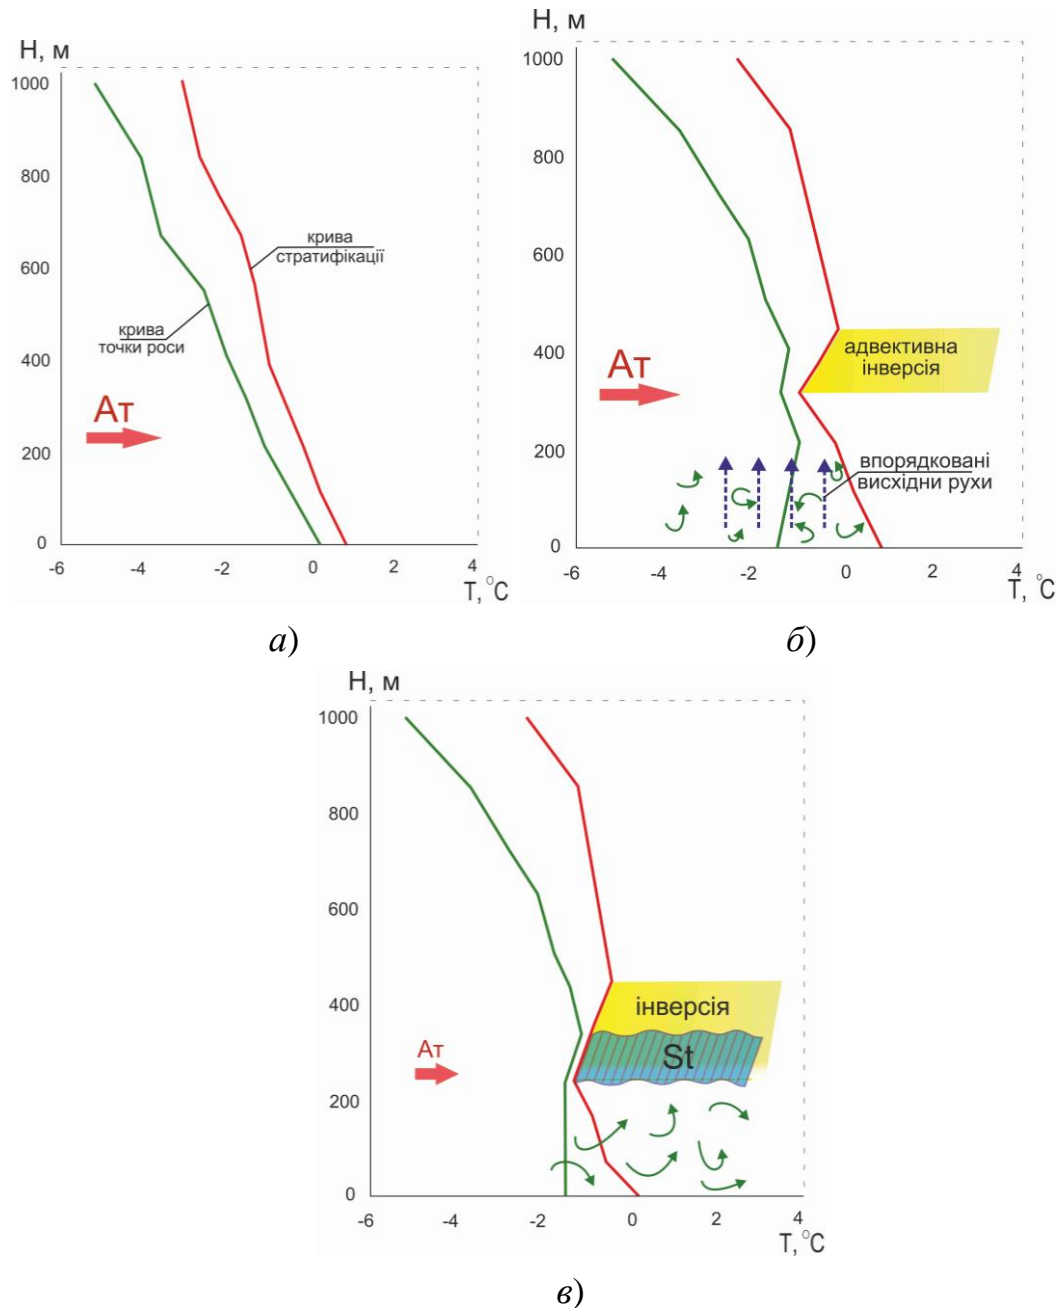 Н, м
1000
800
600
400
200
0
-6
-4
-2
0
2
4
Т, °С
крива
стратифікації
крива
точки роси
Ат
а)
Н, м
1000
800
600
400
200
0
-6
-4
-2
0
2
4
Т, °С
адвективна
інверсія
Ат
впорядковані
висхідни рухи
б)
Н, м
1000
800
600
400
200
0
-6
-4
-2
0
2
4
Т, °С
інверсія
St
Ат
в)